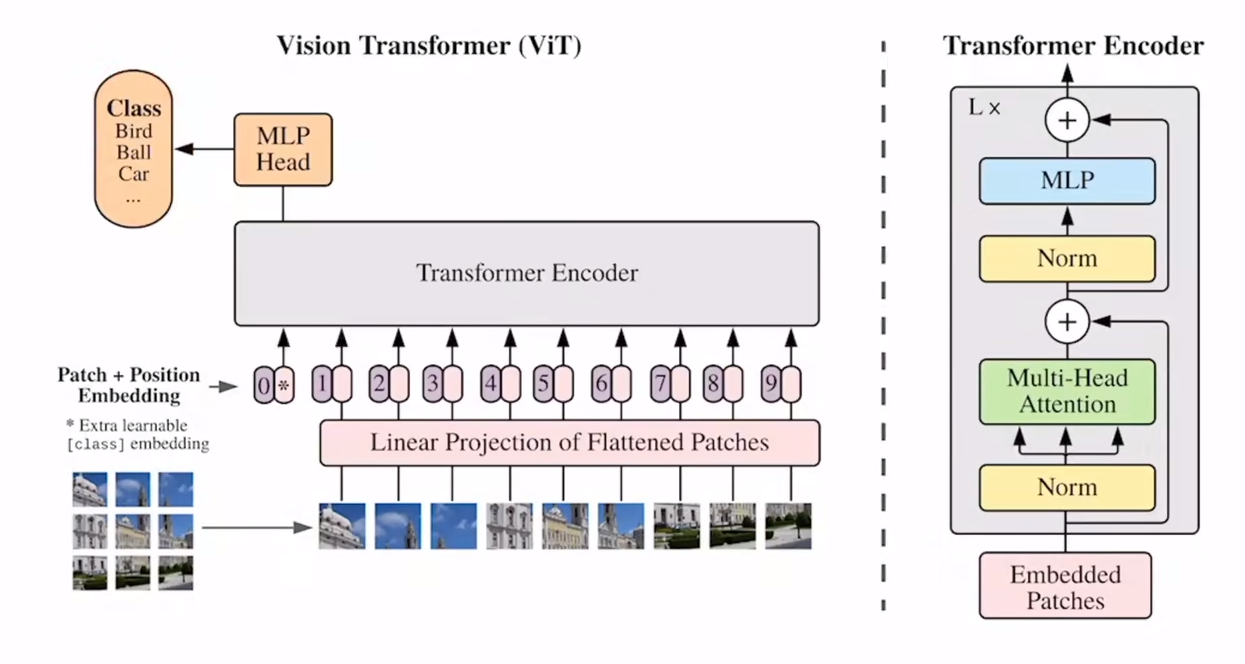 Vision Transformer (ViT)
Class
Bird
Ball
Car
...
MLP
Head
Transformer Encoder
Patch + Position
Embedding
0 * 1 2 3 4 5 6 7 8 9
* Extra learnable
[class] embedding
Linear Projection of Flattened Patches
Transformer Encoder
L ×
+
MLP
Norm
+
Multi-Head
Attention
Norm
Embedded
Patches